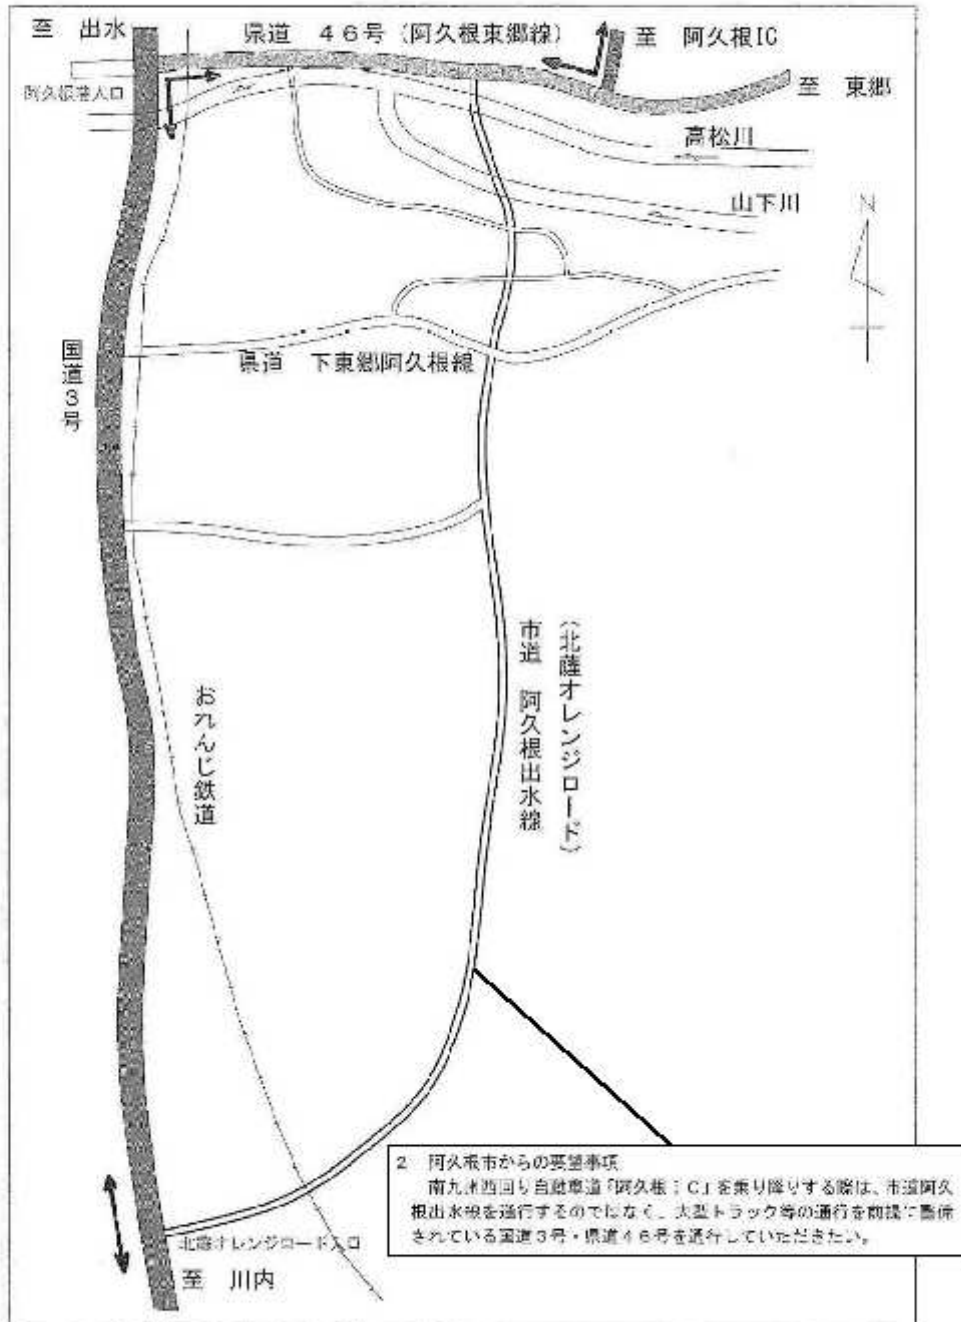 至 出水
県道 46号(阿久根東郷線)
至 阿久根IC
至 東郷
阿久根港入口
高松川
山下川
N
国道3号
県道 下東郷阿久根線
(北薩オレンジロード)
市道 阿久根出水線
おれんじ鉄道
2 阿久根市からの要望事項
南九州西回り自動車道「阿久根IC」を乗り降りする際は、市道阿久
根出水線を通行するのではなく、大型トラック等の通行を前提に整備
されている国道3号・県道46号を通行していただきたい。
北薩オレンジロード入口
至 川内